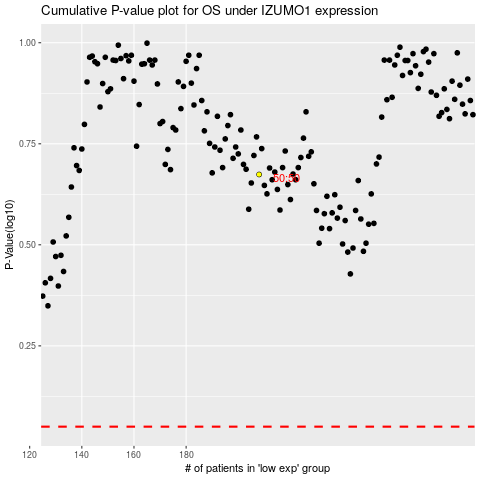 Cumulative P-value plot for OS under IZUMO1 expression
P-Value(log10)
1.00
0.75
0.50
0.25
50:50
120 140 160 180
# of patients in 'low exp' group